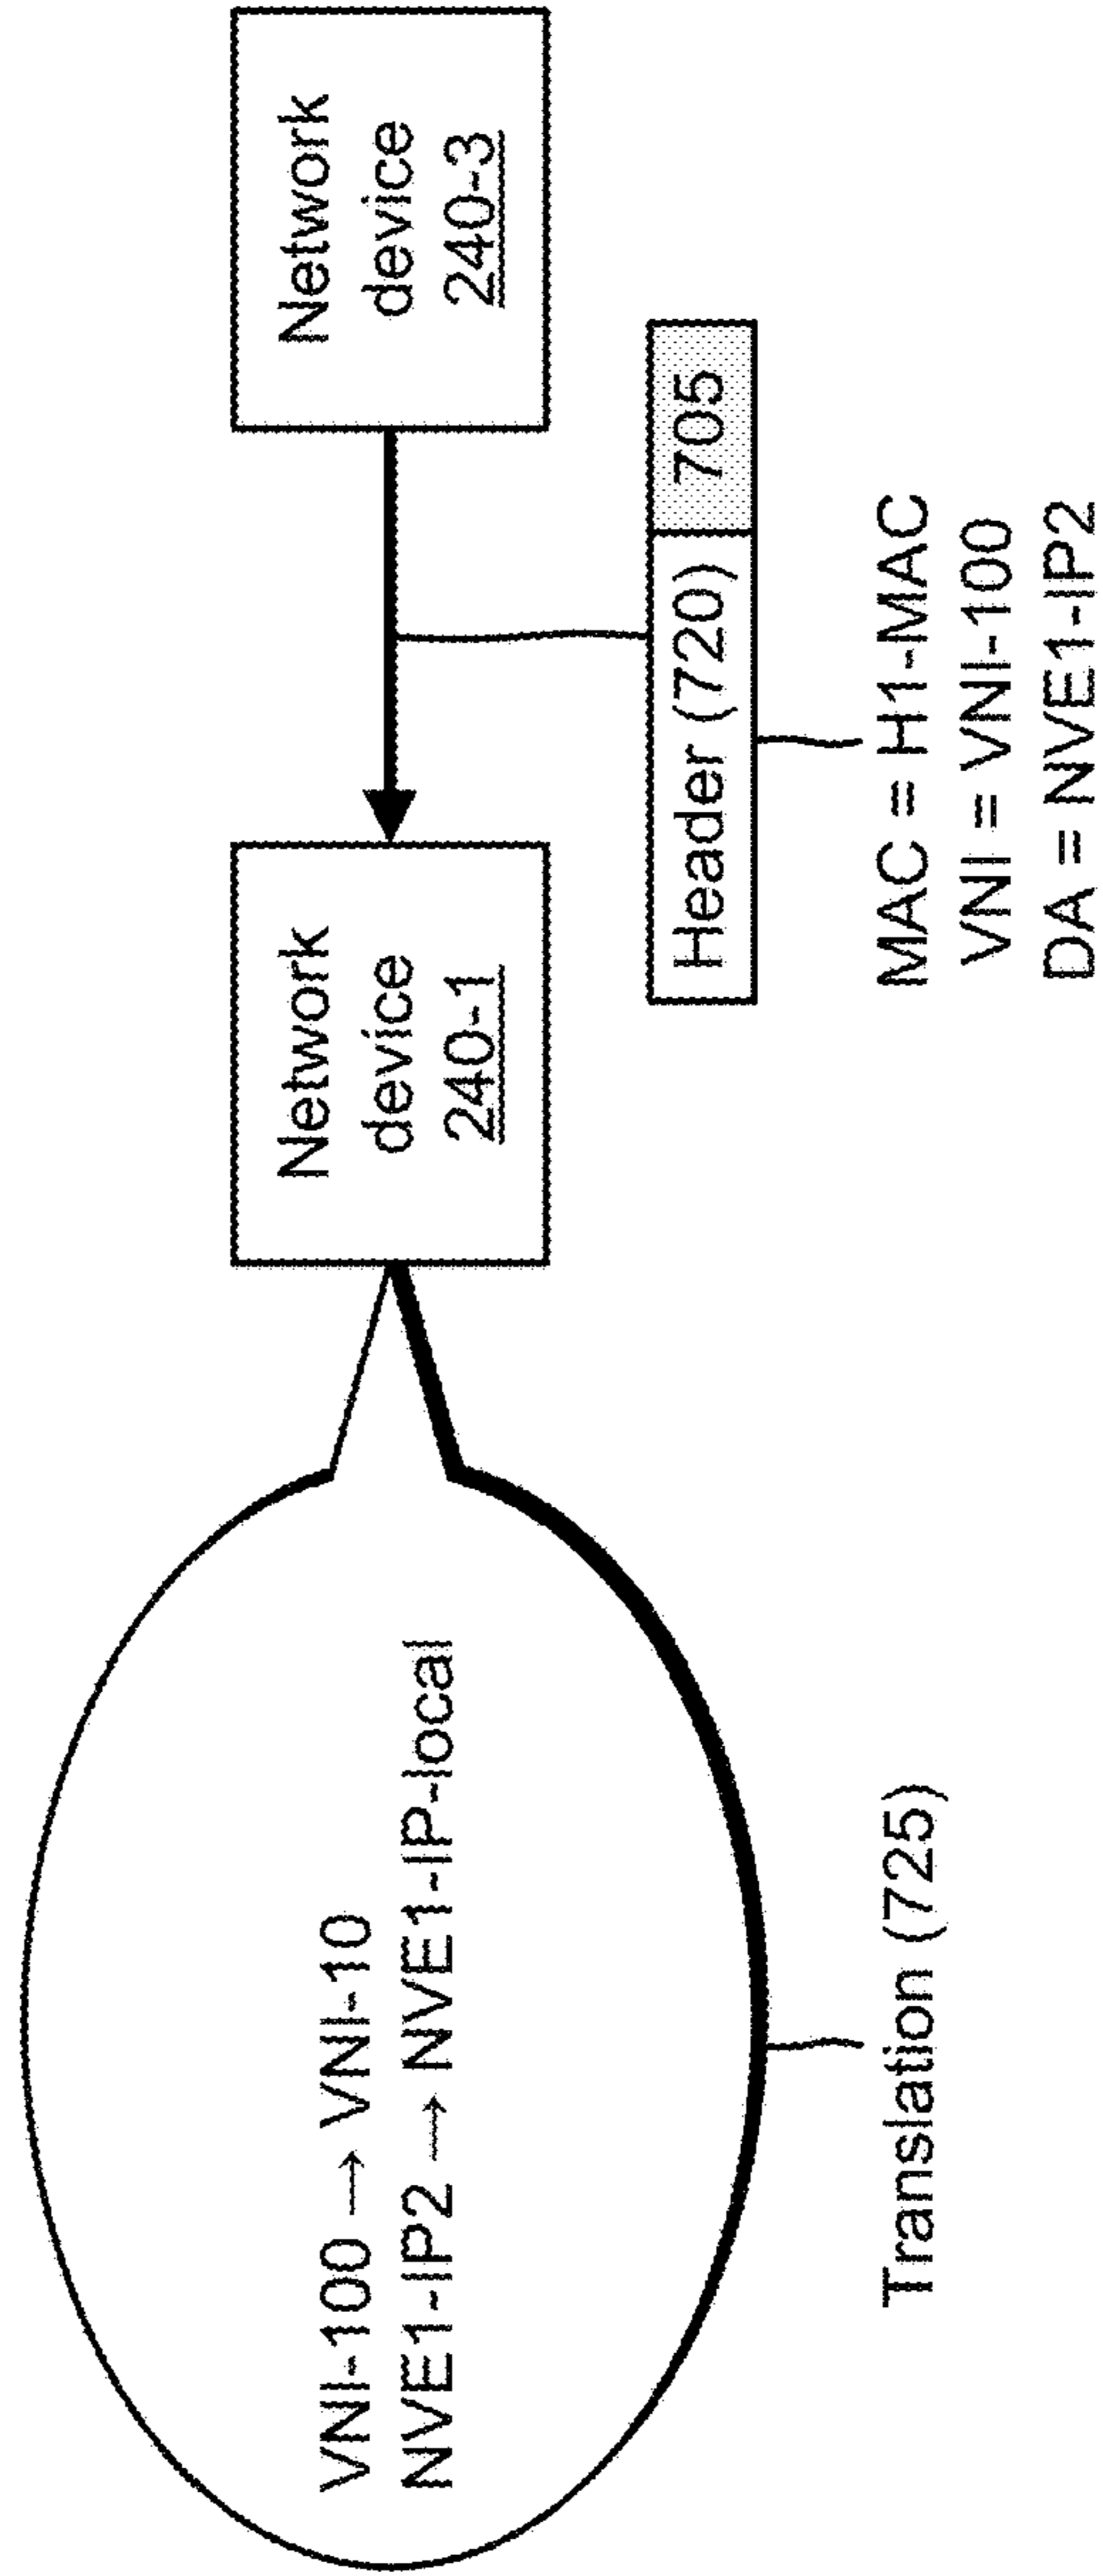 VNI-100 → VNI-10
NVE1-IP2 → NVE1-IP-local
Translation (725)
Network
device
240-1
Network
device
240-3
Header (720)
705
MAC = H1-MAC
VNI = VNI-100
DA = NVE1-IP2